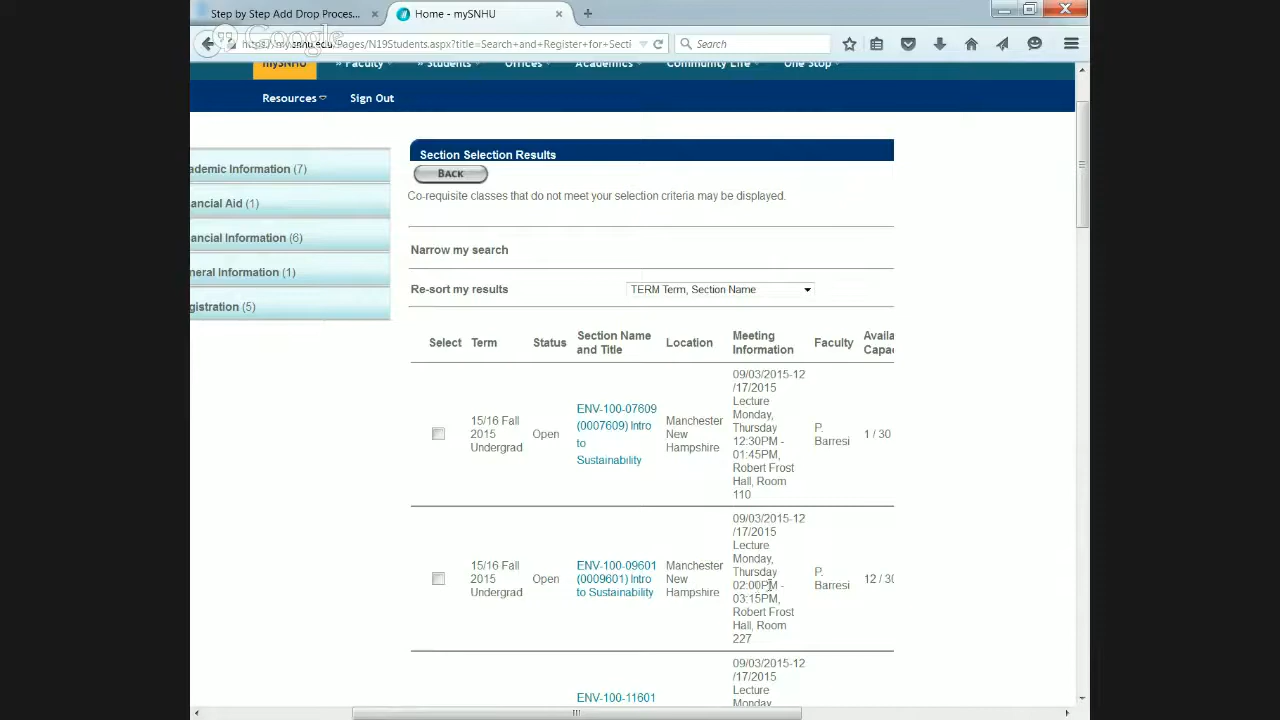 Step by Step Add Drop Proces...
Home - mySNHU
Google
Search
mySNHU
» Faculty
» Students
Offices
Academics
Community Life
One Stop
Resources
Sign Out
ademic Information (7)
ancial Aid (1)
ancial Information (6)
neral Information (1)
gistration (5)
Section Selection Results
BACK
Co-requisite classes that do not meet your selection criteria may be displayed.
Narrow my search
Re-sort my results
TERM Term, Section Name
Select
Term
Status
Section Name
and Title
Location
Meeting
Information
Faculty
Availa
Capac
15/16 Fall
2015
Undergrad
Open
ENV-100-07609
(0007609) Intro
to
Sustainability
Manchester
New
Hampshire
09/03/2015-12
/17/2015
Lecture
Monday,
Thursday
12:30PM -
01:45PM,
Robert Frost
Hall, Room
110
P.
Barresi
1 / 30
15/16 Fall
2015
Undergrad
Open
ENV-100-09601
(0009601) Intro
to Sustainability
Manchester
New
Hampshire
09/03/2015-12
/17/2015
Lecture
Monday,
Thursday
02:00PM -
03:15PM,
Robert Frost
Hall, Room
227
P.
Barresi
12 / 30
ENV-100-11601
09/03/2015-12
/17/2015
Lecture
Monday,